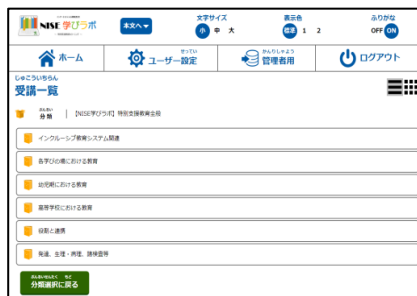 NISE 学びラボ
本文へ
文字サイズ
小 中 大
表示色
標準 1 2
ふりがな
OFF ON
ホーム
せってい
ユーザー設定
かんりしゃよう
管理者用
ログアウト
じゅこういちらん
受講一覧
ぶんるい
分類 | 【NISE学びラボ】特別支援教育全般
インクルーシブ教育システム関連
各学びの場における教育
幼児期における教育
高等学校における教育
役割と連携
発達、生理・病理、諸検査等
ぶんるいせんたく もど
分類選択に戻る